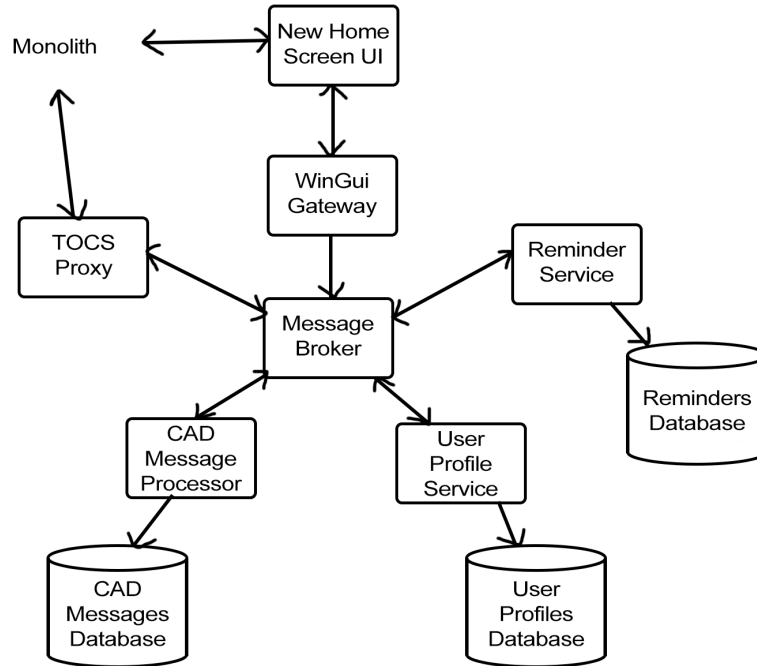 New Home
Screen UI
Monolith
WinGui
Gateway
TOCS
Proxy
Reminder
Service
Message
Broker
Reminders
Database
CAD
Message
Processor
User
Profile
Service
CAD
Messages
Database
User
Profiles
Database